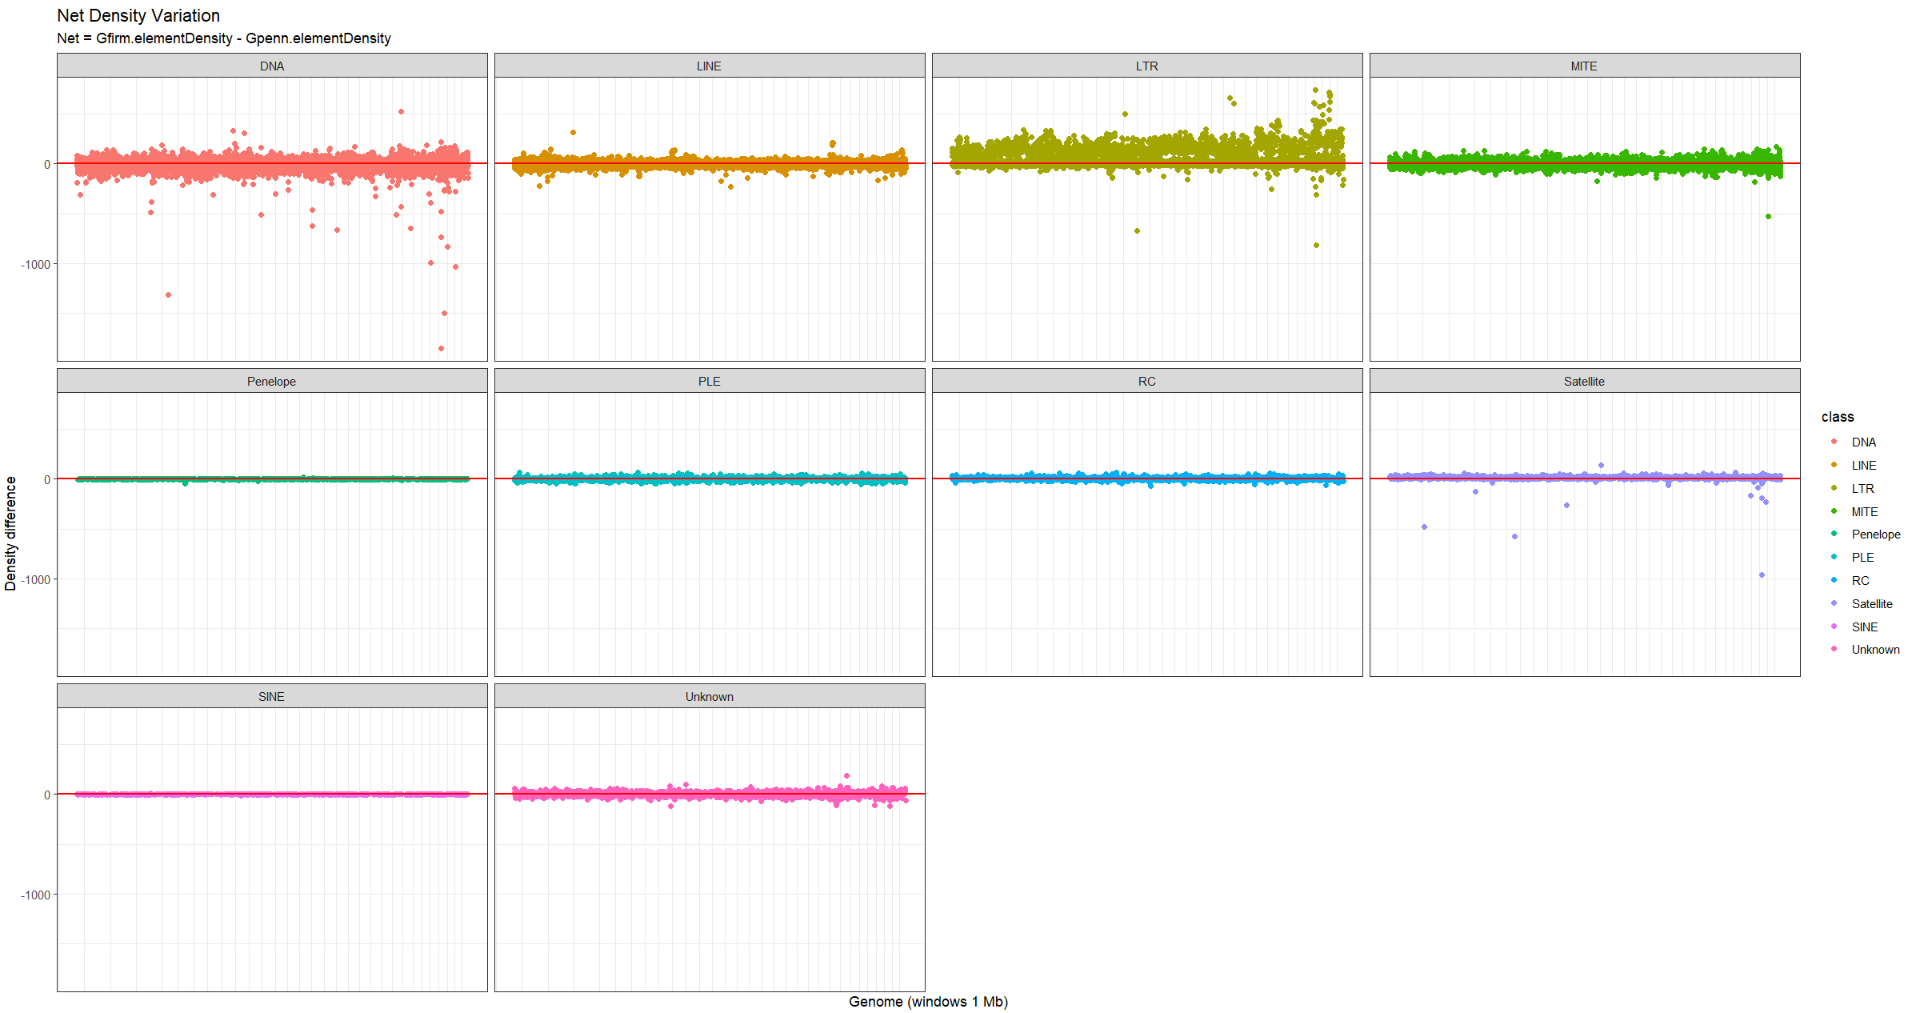 Net Density Variation
Net = Gfirm.elementDensity - Gpenn.elementDensity
DNA
LINE
LTR
MITE
0
-1000
Penelope
PLE
RC
Satellite
0
-1000
SINE
Unknown
0
-1000
Density difference
Genome (windows 1 Mb)
class
DNA
LINE
LTR
MITE
Penelope
PLE
RC
Satellite
SINE
Unknown